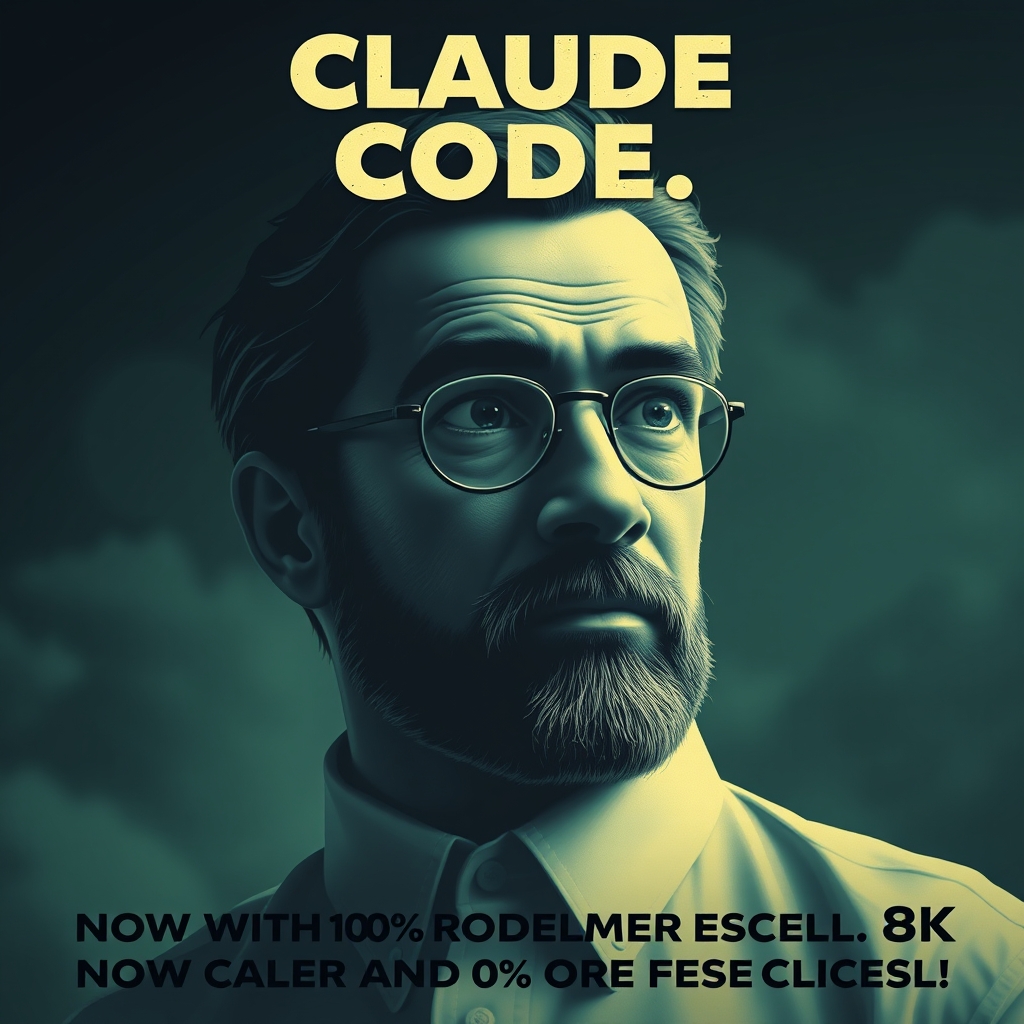 CLAUDE
CODE.
NOW WITH 100% RODELMER ESCELL. 8K
NOW CALER AND 0% ORE FESE CLICESL!